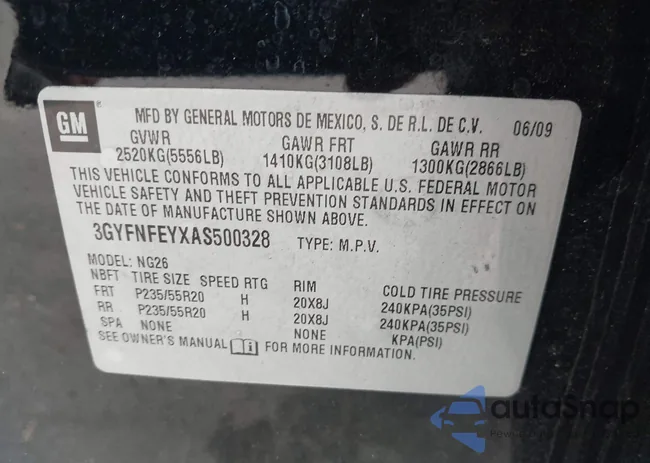 GM
MFD BY GENERAL MOTORS DE MEXICO, S. DE R.L. DE C.V. 06/09
GVWR GAWR FRT GAWR RR
2520KG(5556LB) 1410KG(3108LB) 1300KG(2866LB)
THIS VEHICLE CONFORMS TO ALL APPLICABLE U.S. FEDERAL MOTOR
VEHICLE SAFETY AND THEFT PREVENTION STANDARDS IN EFFECT ON
THE DATE OF MANUFACTURE SHOWN ABOVE.
3GYFNFEYXAS500328 TYPE: M.P.V.
MODEL: NG26
NBFT TIRE SIZE SPEED RTG RIM COLD TIRE PRESSURE
FRT P235/55R20 H 20X8J 240KPA(35PSI)
RR P235/55R20 H 20X8J 240KPA(35PSI)
SPA NONE NONE KPA(PSI)
SEE OWNER'S MANUAL FOR MORE INFORMATION.
autoSnap